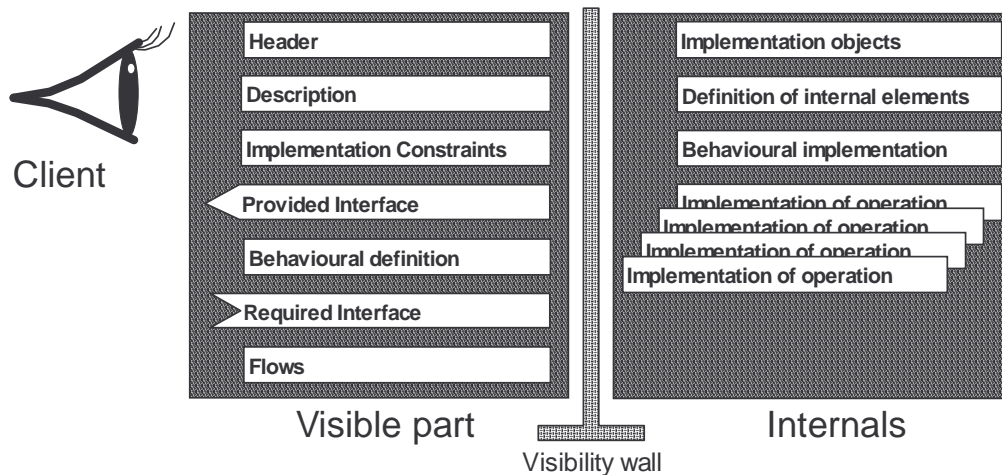 Client
Header
Description
Implementation Constraints
Provided Interface
Behavioural definition
Required Interface
Flows
Visible part
Visibility wall
Implementation objects
Definition of internal elements
Behavioural implementation
Implementation of operation
Implementation of operation
Implementation of operation
Implementation of operation
Internals